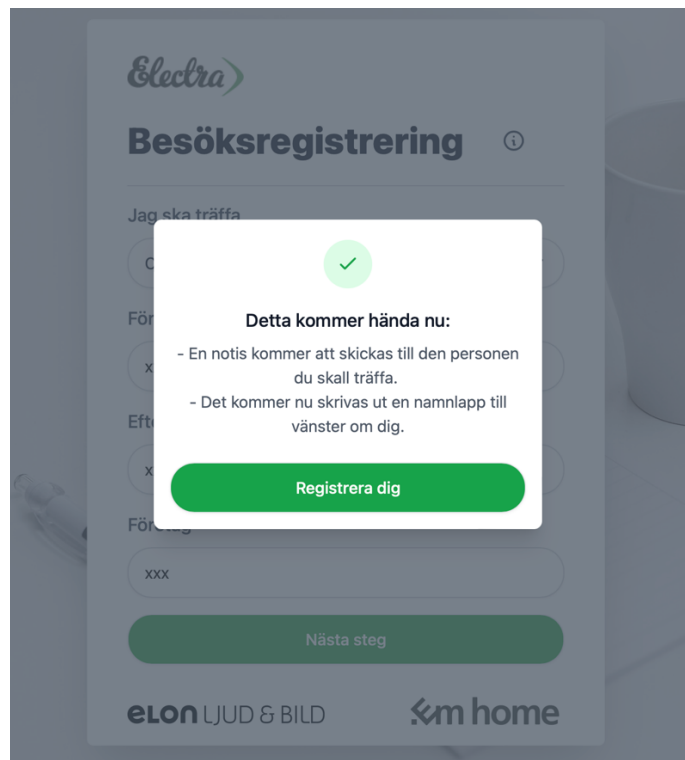 Electra
Besöksregistrering
Jag ska träffa
Detta kommer hända nu:
- En notis kommer att skickas till den personen
du skall träffa.
- Det kommer nu skrivas ut en namnlapp till
vänster om dig.
Registrera dig
xxx
Nästa steg
elon LJUD & BILD
em home